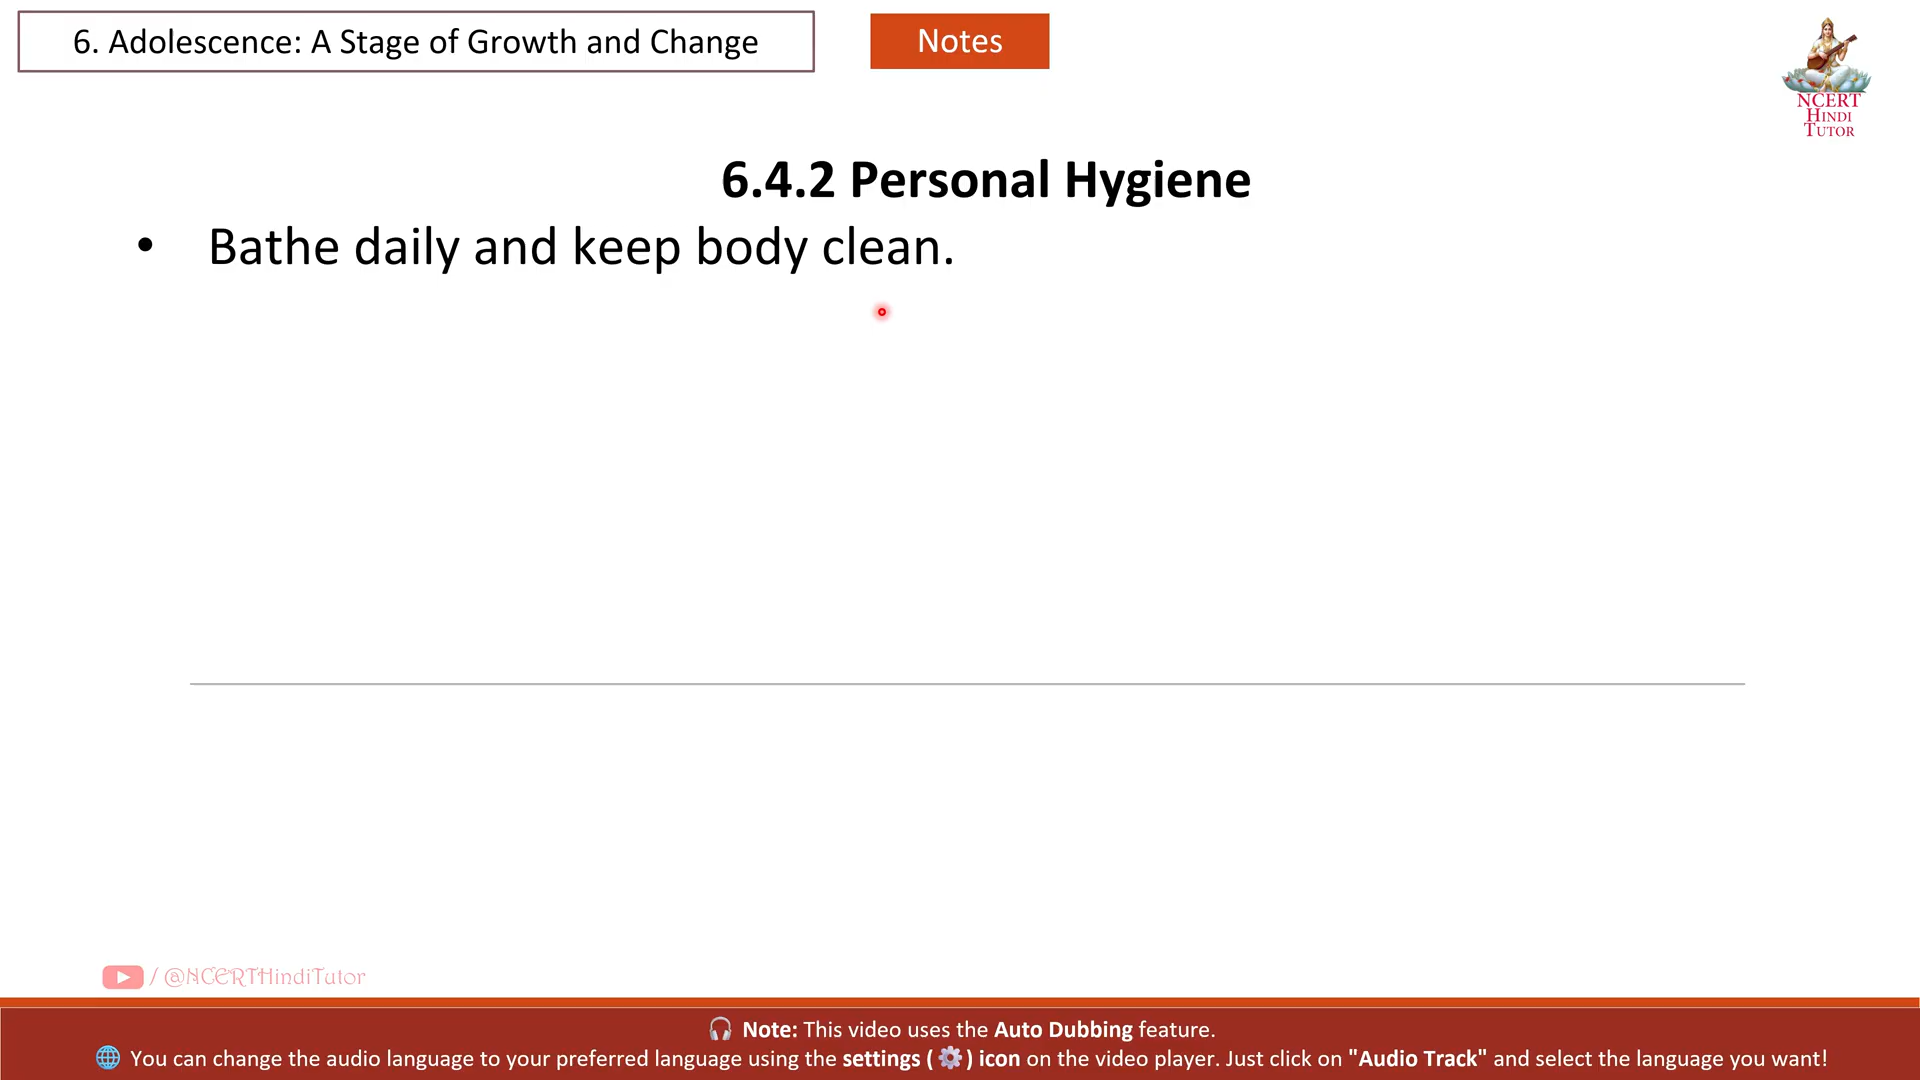 6. Adolescence: A Stage of Growth and Change
Notes
NCERT
HINDI
TUTOR
6.4.2 Personal Hygiene
• Bathe daily and keep body clean.
/ @NCERTHindiTutor
🎧 Note: This video uses the Auto Dubbing feature.
🌐 You can change the audio language to your preferred language using the settings ( ⚙️ ) icon on the video player. Just click on "Audio Track" and select the language you want!